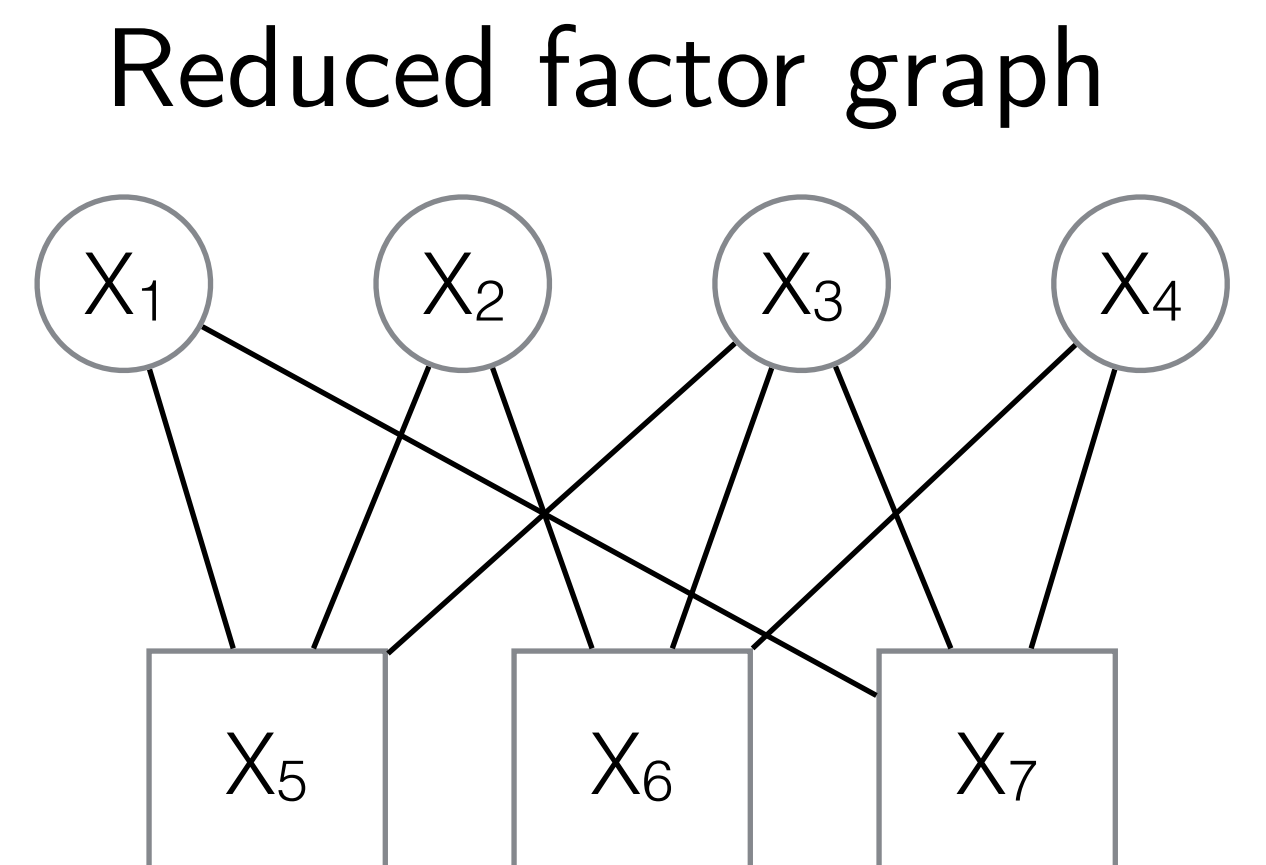 Reduced factor graph
X₁ X₂ X₃ X₄
X₅ X₆ X₇